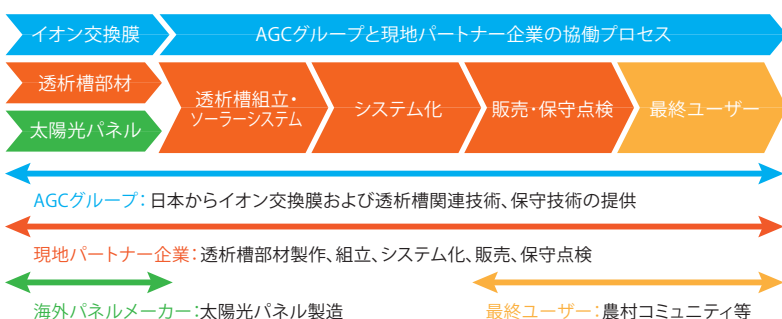 イオン交換膜
AGCグループと現地パートナー企業の協働プロセス
透析槽部材
太陽光パネル
透析槽組立・
ソーラーシステム
システム化
販売・保守点検
最終ユーザー
AGCグループ：日本からイオン交換膜および透析槽関連技術、保守技術の提供
現地パートナー企業：透析槽部材製作、組立、システム化、販売、保守点検
海外パネルメーカー：太陽光パネル製造
最終ユーザー：農村コミュニティ等